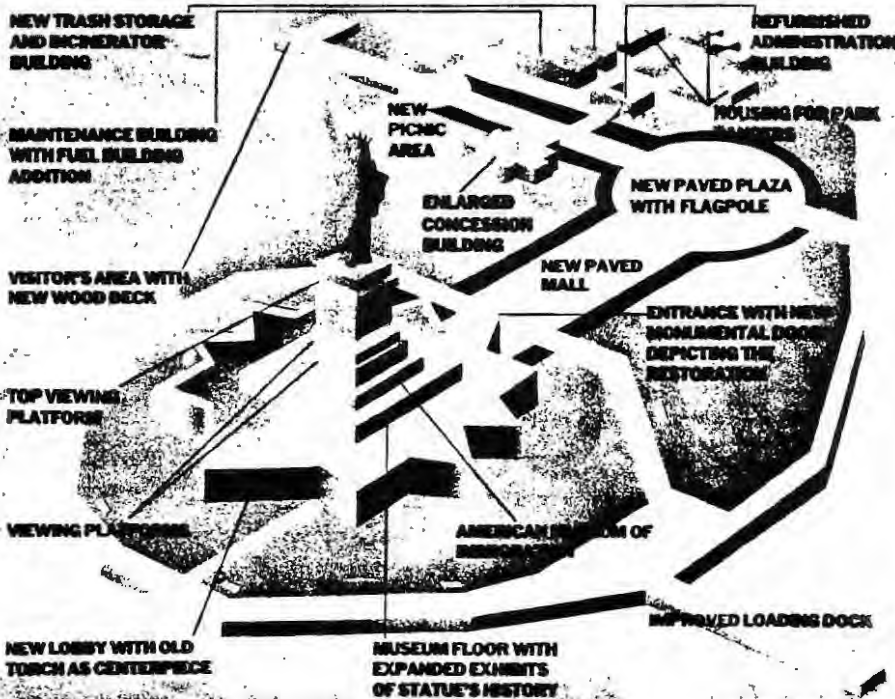 NEW TRASH STORAGE
AND INCINERATOR
BUILDING
REFURBISHED
ADMINISTRATION
BUILDING
MAINTENANCE BUILDING
WITH FUEL BUILDING
ADDITION
NEW
PICNIC
AREA
HOUSING FOR PARK
RANGERS
ENLARGED
CONCESSION
BUILDING
NEW PAVED PLAZA
WITH FLAGPOLE
VISITOR'S AREA WITH
NEW WOOD DECK
NEW PAVED
MALL
ENTRANCE WITH NEW
MONUMENTAL DOOR
DEPICTING THE
RESTORATION
TOP VIEWING
PLATFORM
VIEWING PLATFORMS
AMERICAN MUSEUM OF
IMMIGRATION
NEW LOBBY WITH OLD
TORCH AS CENTERPIECE
MUSEUM FLOOR WITH
EXPANDED EXHIBITS
OF STATUE'S HISTORY
IMPROVED LOADING DOCK